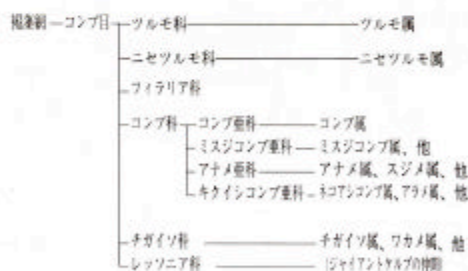 褐藻綱 コンブ目 ツルモ科 ツルモ属
ニセツルモ科 ニセツルモ属
フィラリア科
コンブ科 コンブ亜科 コンブ属
ミスジコンブ亜科 ミスジコンブ属、他
アナメ亜科 アナメ属、スジメ属、他
キクイシコンブ亜科 ネコアシコンブ属、アラメ属、他
チガイソ科 チガイソ属、ワカメ属、他
レッソニア科 (ジャイアントケルプの仲間)